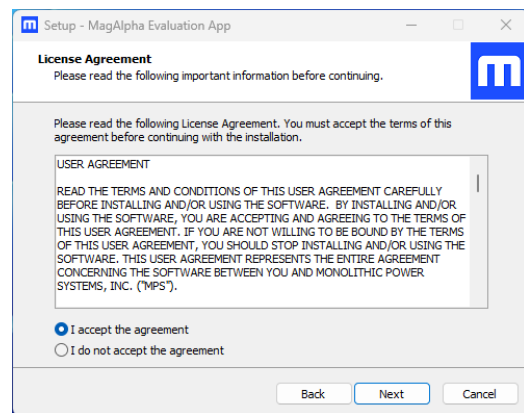 Setup - MagAlpha Evaluation App
License Agreement
Please read the following important information before continuing.
m
Please read the following License Agreement. You must accept the terms of this
agreement before continuing with the installation.
USER AGREEMENT
READ THE TERMS AND CONDITIONS OF THIS USER AGREEMENT CAREFULLY
BEFORE INSTALLING AND/OR USING THE SOFTWARE.  BY INSTALLING AND/OR
USING THE SOFTWARE, YOU ARE ACCEPTING AND AGREEING TO THE TERMS OF
THIS USER AGREEMENT. IF YOU ARE NOT WILLING TO BE BOUND BY THE TERMS
OF THIS USER AGREEMENT, YOU SHOULD STOP INSTALLING AND/OR USING THE
SOFTWARE. THIS USER AGREEMENT REPRESENTS THE ENTIRE AGREEMENT
CONCERNING THE SOFTWARE BETWEEN YOU AND MONOLITHIC POWER
SYSTEMS, INC. ("MPS").
I accept the agreement
I do not accept the agreement
Back Next Cancel